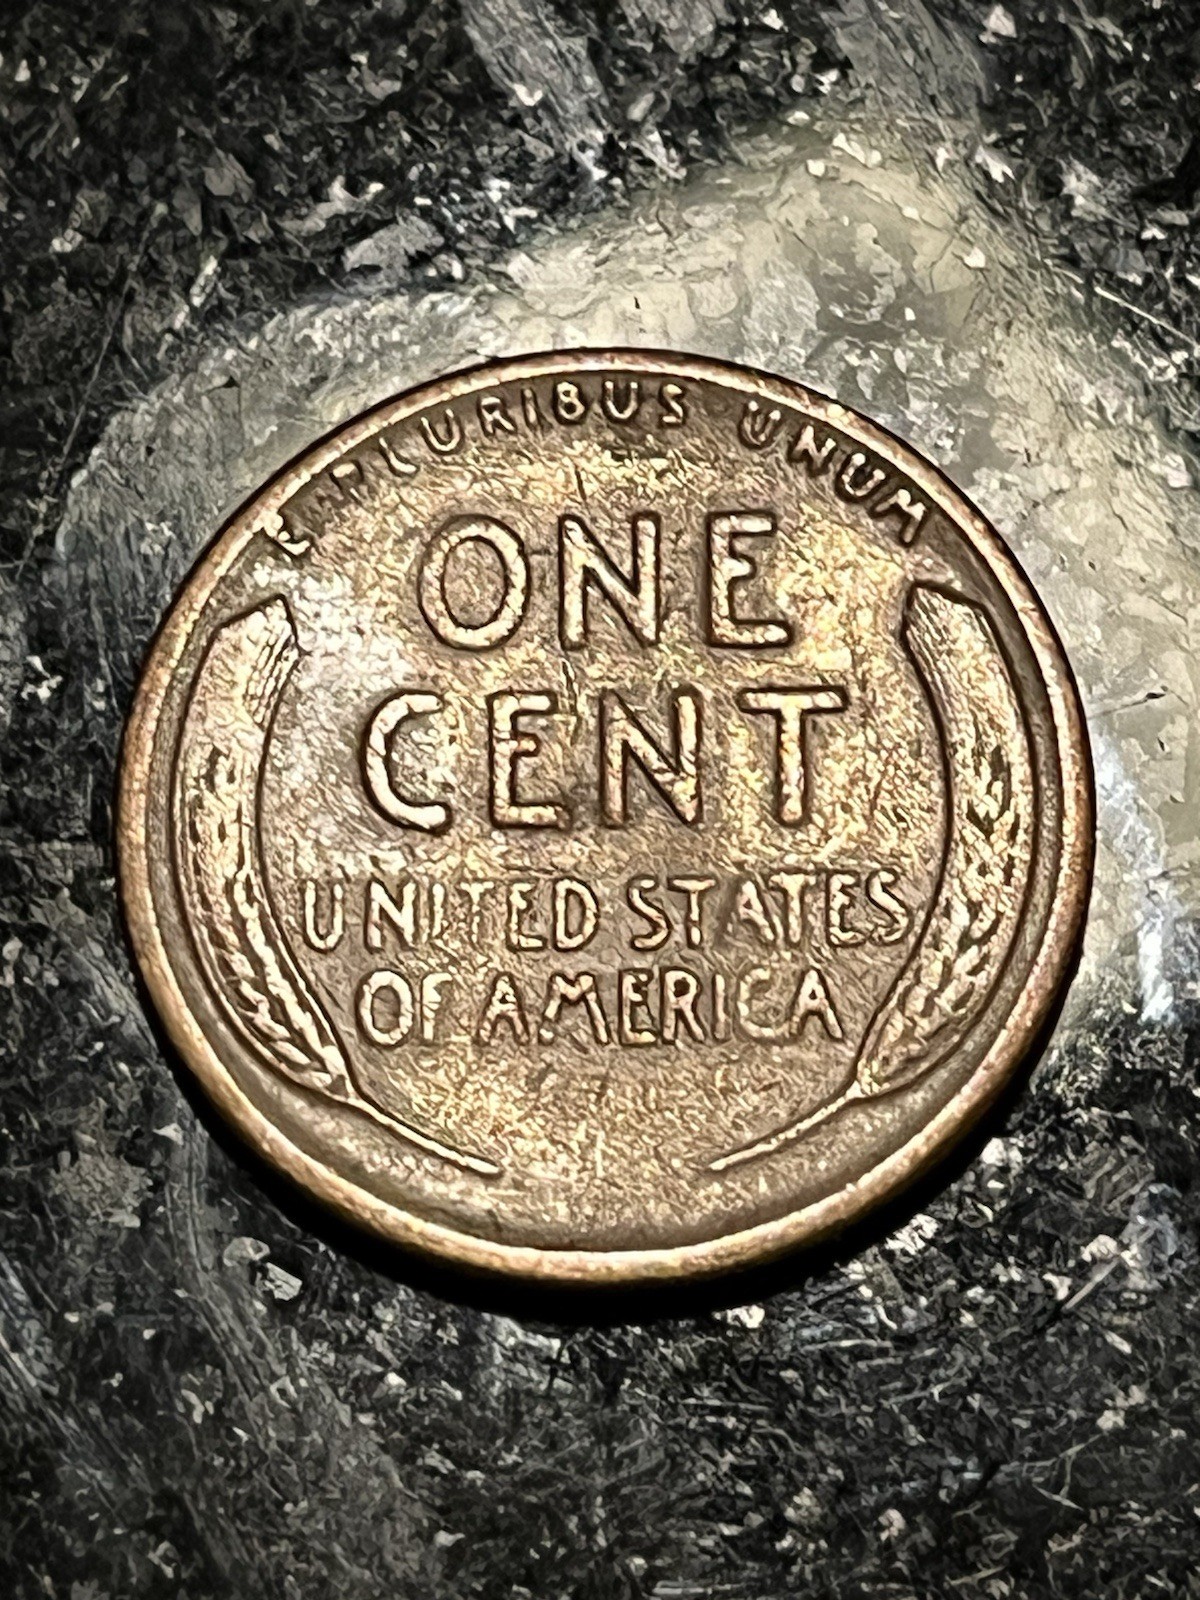 E PLURIBUS UNUM
ONE
CENT
UNITED STATES
OF AMERICA